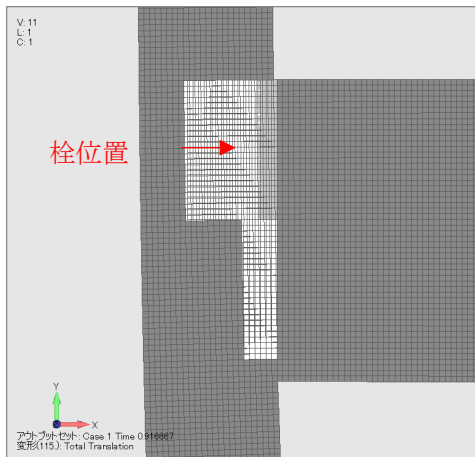 V: 11
L: 1
C: 1
栓位置
Y
X
アウトプットセット: Case 1 Time 0.916667
変形(115.): Total Translation